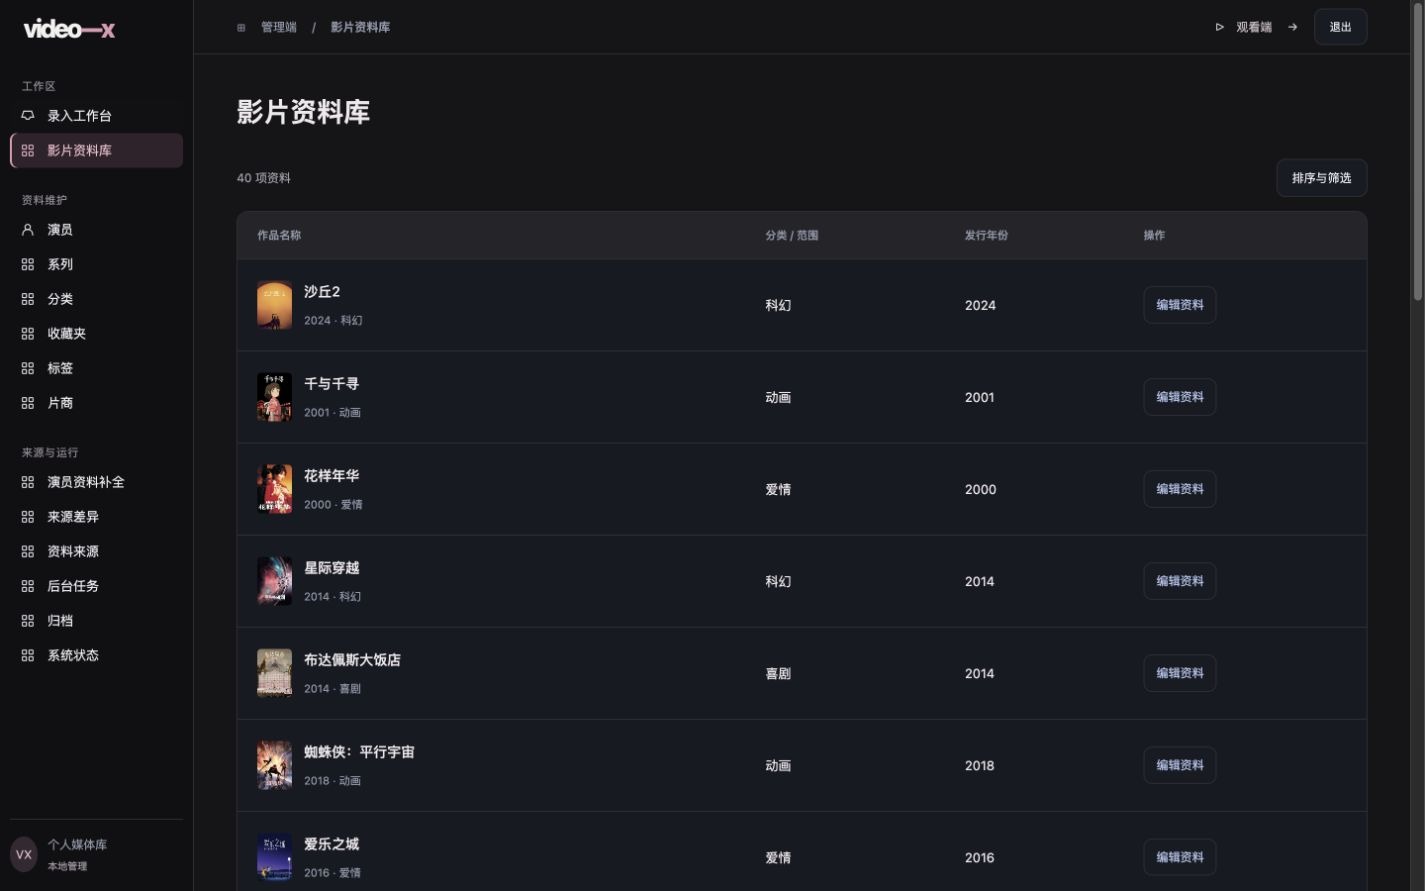 video—x
工作区
录入工作台
影片资料库
资料维护
演员
系列
分类
收藏夹
标签
片商
来源与运行
演员资料补全
来源差异
资料来源
后台任务
归档
系统状态
VX
个人媒体库
本地管理
管理端 / 影片资料库
观看端
退出
影片资料库
40 项资料
排序与筛选
作品名称 分类 / 范围 发行年份 操作
沙丘2
2024 · 科幻
科幻 2024 编辑资料
千与千寻
2001 · 动画
动画 2001 编辑资料
花样年华
2000 · 爱情
爱情 2000 编辑资料
星际穿越
2014 · 科幻
科幻 2014 编辑资料
布达佩斯大饭店
2014 · 喜剧
喜剧 2014 编辑资料
蜘蛛侠：平行宇宙
2018 · 动画
动画 2018 编辑资料
爱乐之城
2016 · 爱情
爱情 2016 编辑资料